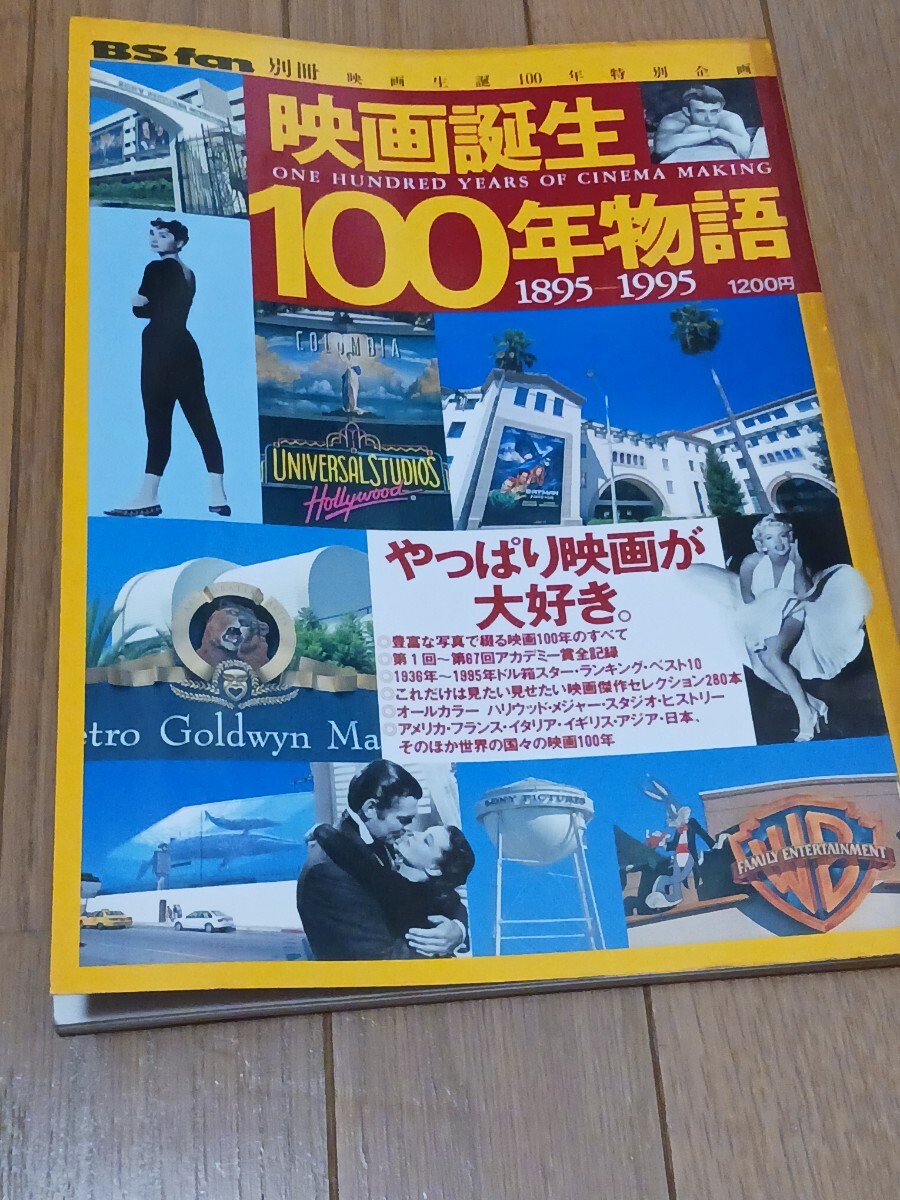 BS fan 別冊 映画生誕100年特別企画
映画誕生
ONE HUNDRED YEARS OF CINEMA MAKING
100年物語
1895-1995 1200円
COLUMBIA
UNIVERSAL STUDIOS
Hollywood
BATMAN
やっぱり映画が
大好き。
◎豊富な写真で綴る映画100年のすべて
◎第1回～第67回アカデミー賞全記録
◎1936年～1995年ドル箱スター・ランキング・ベスト10
◎これだけは見たい見せたい映画傑作セレクション280本
◎オールカラー ハリウッド・メジャー・スタジオ・ヒストリー
◎アメリカ・フランス・イタリア・イギリス・アジア・日本、
そのほか世界の国々の映画100年
etro Goldwyn Ma
SONY PICTURES
WB
FAMILY ENTERTAINMENT